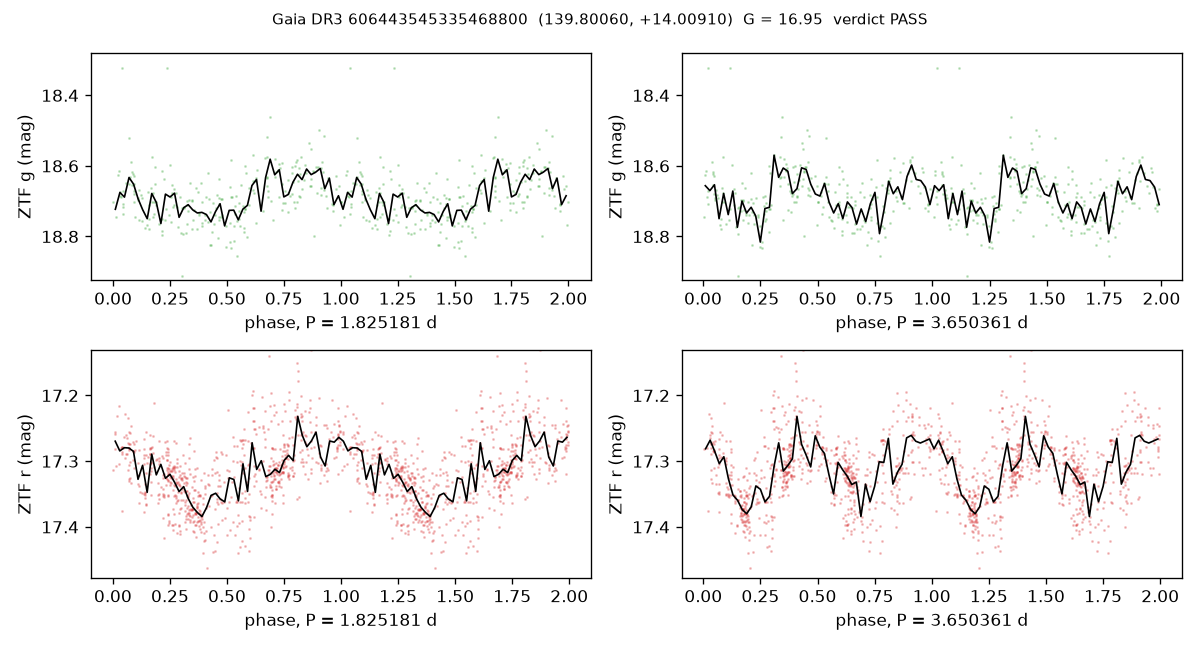 Gaia DR3 606443545335468800  (139.80060, +14.00910)  G = 16.95  verdict PASS
ZTF g (mag)
18.4
18.6
18.8
0.00 0.25 0.50 0.75 1.00 1.25 1.50 1.75 2.00
phase, P = 1.825181 d
ZTF g (mag)
18.4
18.6
18.8
0.00 0.25 0.50 0.75 1.00 1.25 1.50 1.75 2.00
phase, P = 3.650361 d
ZTF r (mag)
17.2
17.3
17.4
0.00 0.25 0.50 0.75 1.00 1.25 1.50 1.75 2.00
phase, P = 1.825181 d
ZTF r (mag)
17.2
17.3
17.4
0.00 0.25 0.50 0.75 1.00 1.25 1.50 1.75 2.00
phase, P = 3.650361 d